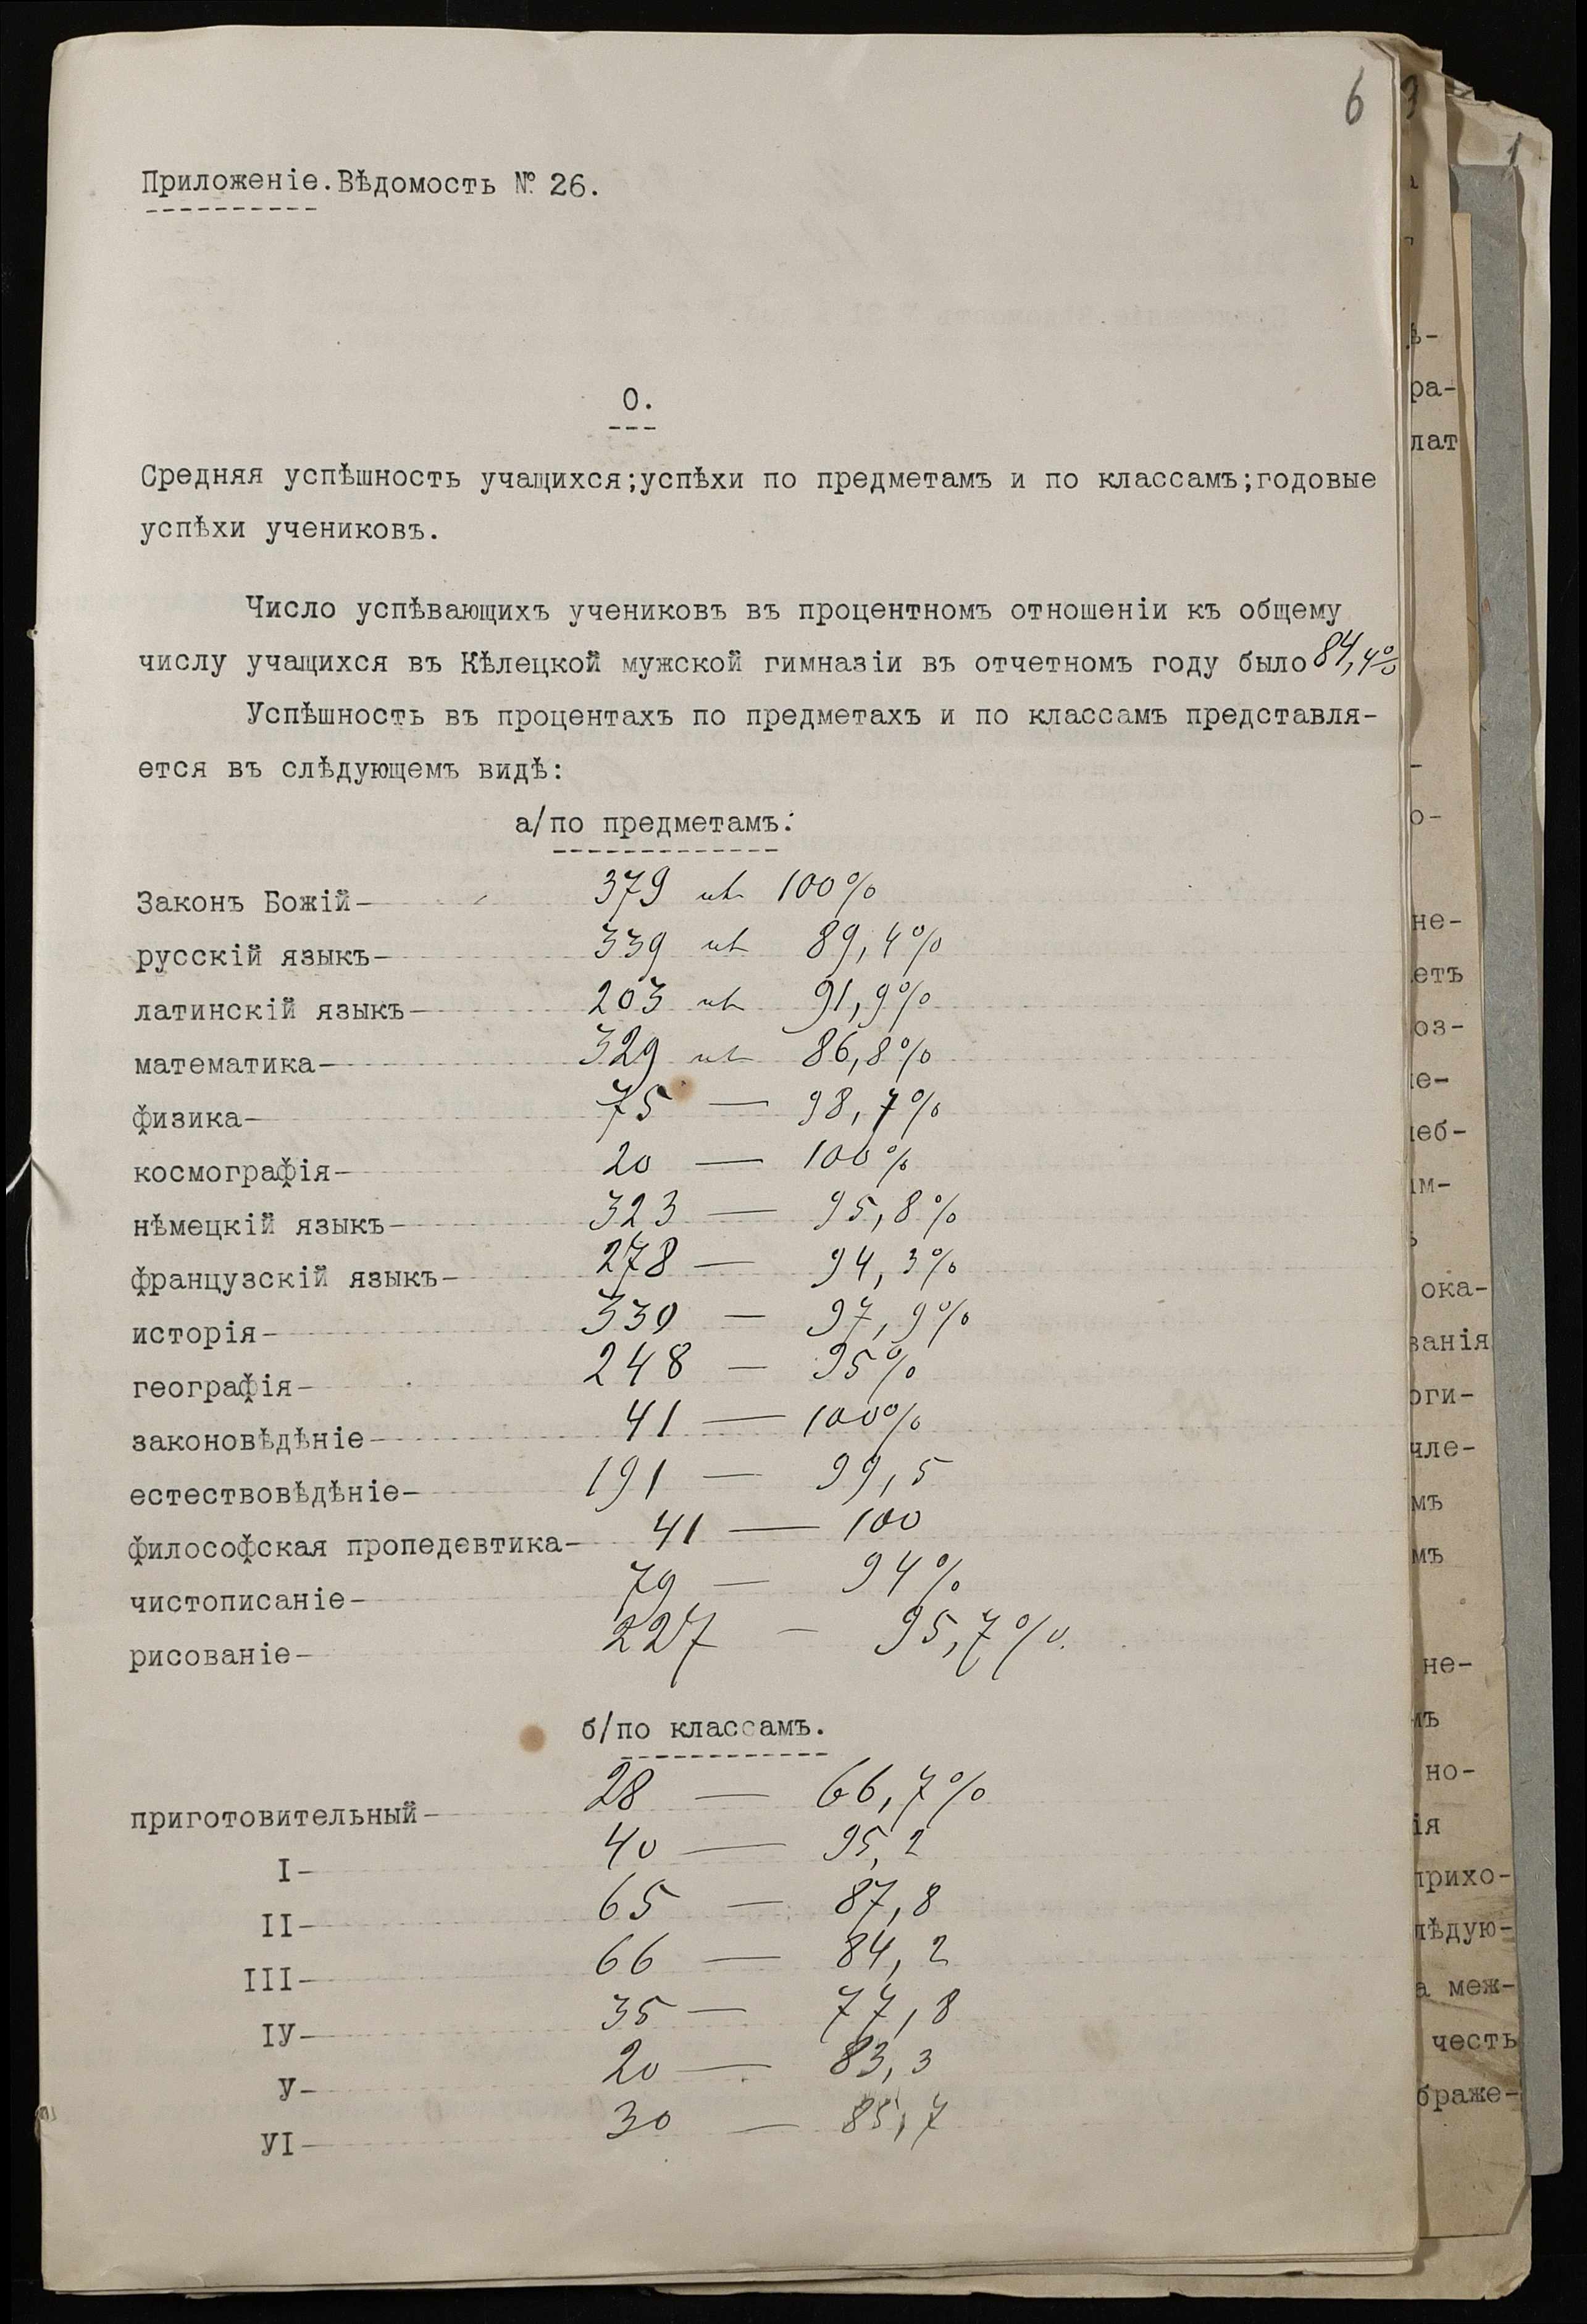 6
Приложеніе.Вѣдомость № 26.
О.
Средняя успѣшность учащихся;успѣхи по предметамъ и по классамъ;годовые
успѣхи учениковъ.
Число успѣвающихъ учениковъ въ процентномъ отношеніи къ общему
числу учащихся въ Кѣлецкой мужской гимназіи въ отчетномъ году было 84,4%
Успѣшность въ процентахъ по предметахъ и по классамъ представля-
ется въ слѣдующемъ видѣ:
а/по предметамъ:
Законъ Божій- 379 100%
русскій языкъ- 339 89,4%
латинскій языкъ- 203 91,9%
математика- 329 86,8%
физика- 75 — 98,7%
космографія- 20 — 100%
нѣмецкій языкъ- 323 — 95,8%
французскій языкъ- 278 — 94,3%
исторія- — 97,9%
географія- 248 — 95%
законовѣдѣніе- 41 — 100%
естествовѣдѣніе- 191 — 99,5
философская пропедевтика- 41 — 100
чистописаніе- 79 — 94%
рисованіе- 227 — 95,7%.
б/по классамъ.
приготовительный- 28 — 66,7%
I- 40 — 95,2
II- 65 — 87,8
III- 66 — 84,2
IУ- 35 — 77,8
У- 20 — 83,3
УI- 30 — 85,7